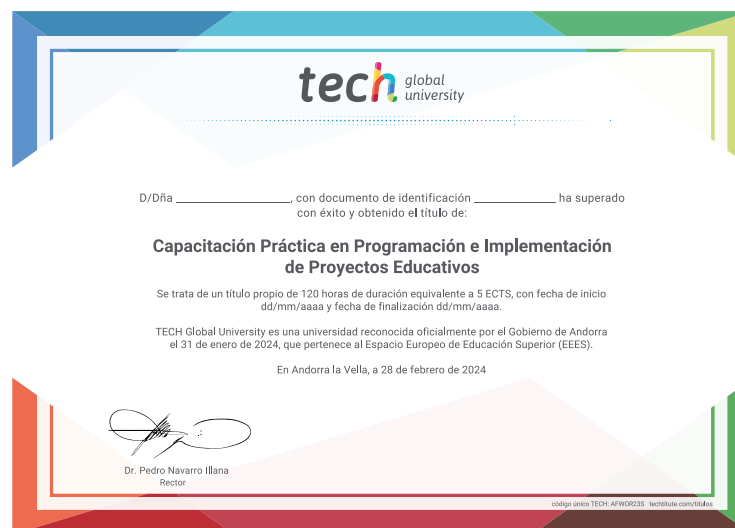 tech global
university
D/Dña ____________________, con documento de identificación ______________ ha superado
con éxito y obtenido el título de:
Capacitación Práctica en Programación e Implementación
de Proyectos Educativos
Se trata de un título propio de 120 horas de duración equivalente a 5 ECTS, con fecha de inicio
dd/mm/aaaa y fecha de finalización dd/mm/aaaa.
TECH Global University es una universidad reconocida oficialmente por el Gobierno de Andorra
el 31 de enero de 2024, que pertenece al Espacio Europeo de Educación Superior (EEES).
En Andorra la Vella, a 28 de febrero de 2024
Dr. Pedro Navarro Illana
Rector
código único TECH: AFWOR23S techtitute.com/titulos